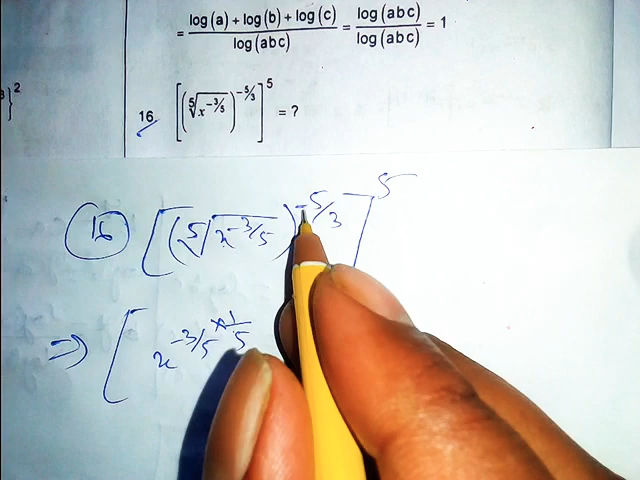 = log(a) + log(b) + log(c) / log(abc) = log(abc) / log(abc) = 1
}²
16 [(⁵√x^(-3/5))^(-5/3)]^5 = ?
16 [(⁵√x^(-3/5))^(-5/3)]^5
⇒ [x^(-3/5 × 1/5)